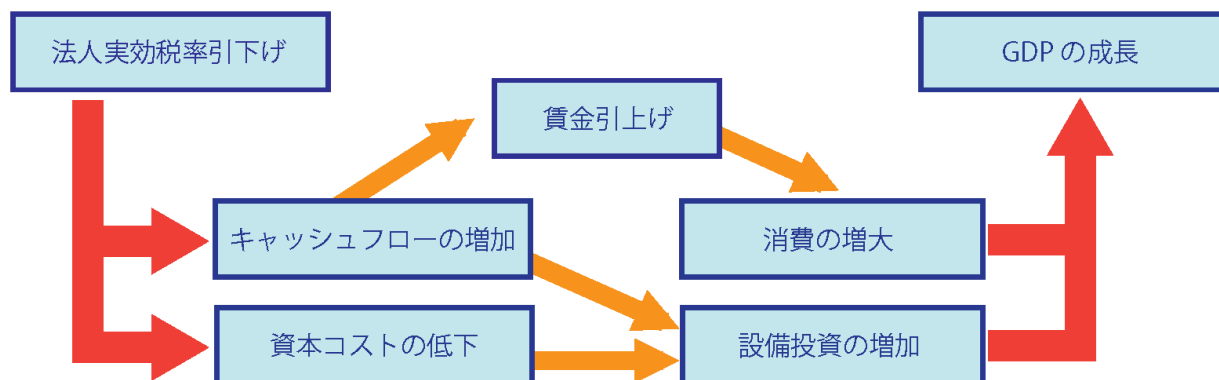 法人実効税率引下げ
GDPの成長
賃金引上げ
キャッシュフローの増加
消費の増大
資本コストの低下
設備投資の増加